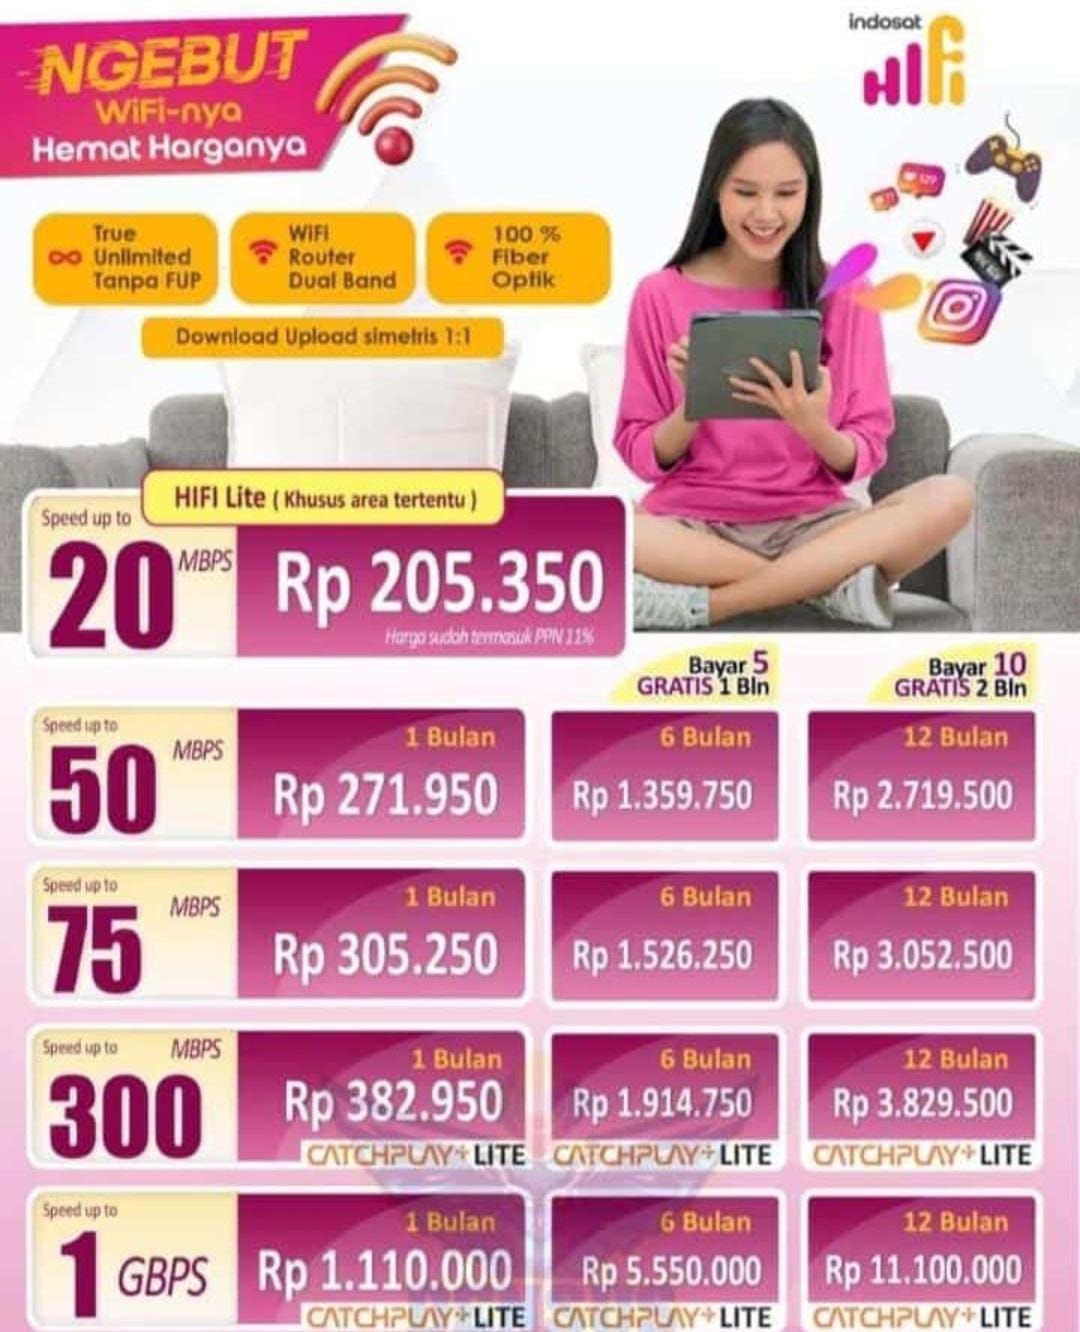 NGEBUT
WiFi-nya
Hemat Harganya
indosat
HIFI
True
Unlimited
Tanpa FUP
WiFi
Router
Dual Band
100 %
Fiber
Optik
Download Upload simetris 1:1
HIFI Lite ( Khusus area tertentu )
Speed up to
20 MBPS
Rp 205.350
Harga sudah termasuk PPN 11%
Bayar 5
GRATIS 1 Bln
Bayar 10
GRATIS 2 Bln
Speed up to
50 MBPS
1 Bulan
Rp 271.950
6 Bulan
Rp 1.359.750
12 Bulan
Rp 2.719.500
Speed up to
75 MBPS
1 Bulan
Rp 305.250
6 Bulan
Rp 1.526.250
12 Bulan
Rp 3.052.500
Speed up to
300 MBPS
1 Bulan
Rp 382.950
CATCHPLAY+ LITE
6 Bulan
Rp 1.914.750
CATCHPLAY+ LITE
12 Bulan
Rp 3.829.500
CATCHPLAY+ LITE
Speed up to
1 GBPS
1 Bulan
Rp 1.110.000
CATCHPLAY+ LITE
6 Bulan
Rp 5.550.000
CATCHPLAY+ LITE
12 Bulan
Rp 11.100.000
CATCHPLAY+ LITE